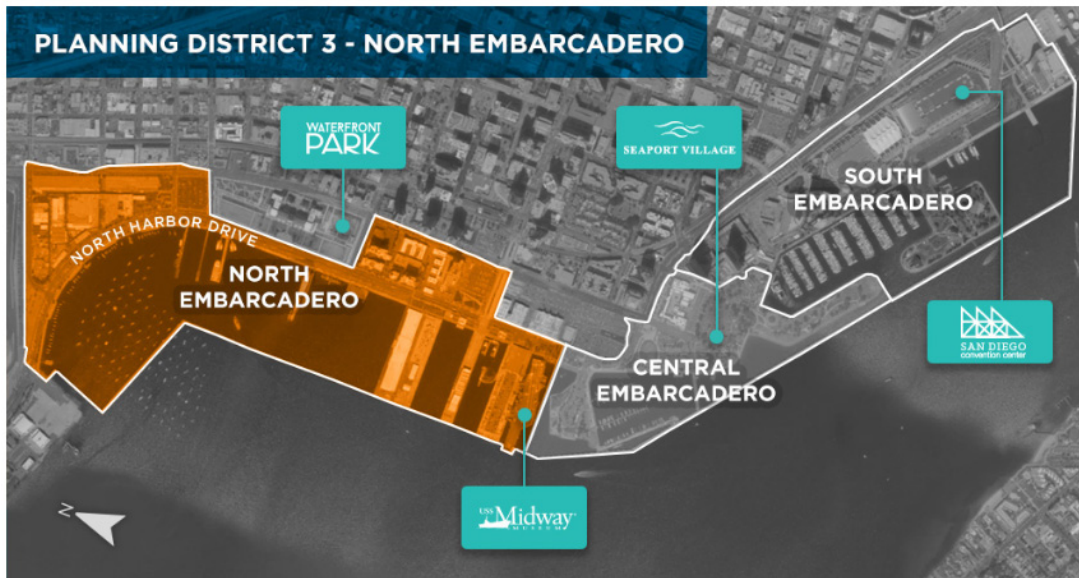 PLANNING DISTRICT 3 - NORTH EMBARCADERO
WATERFRONT
PARK
SEAPORT VILLAGE
SOUTH
EMBARCADERO
NORTH HARBOR DRIVE
NORTH
EMBARCADERO
SAN DIEGO
convention center
CENTRAL
EMBARCADERO
USS Midway
MUSEUM
N